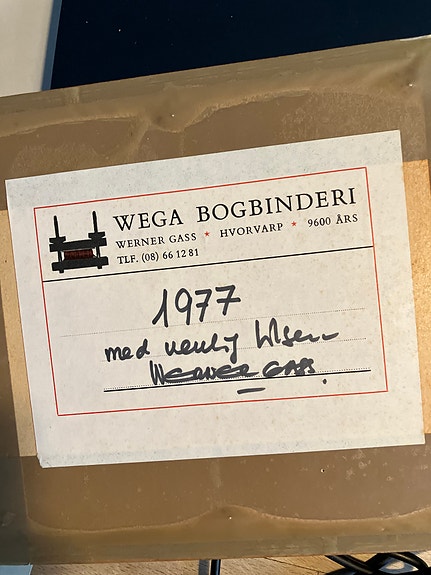 WEGA BOGBINDERI
WERNER GASS * HVORVARP * 9600 ÅRS
TLF. (08) 66 12 81
1977
med venlig hilsen
WERNER GASS.